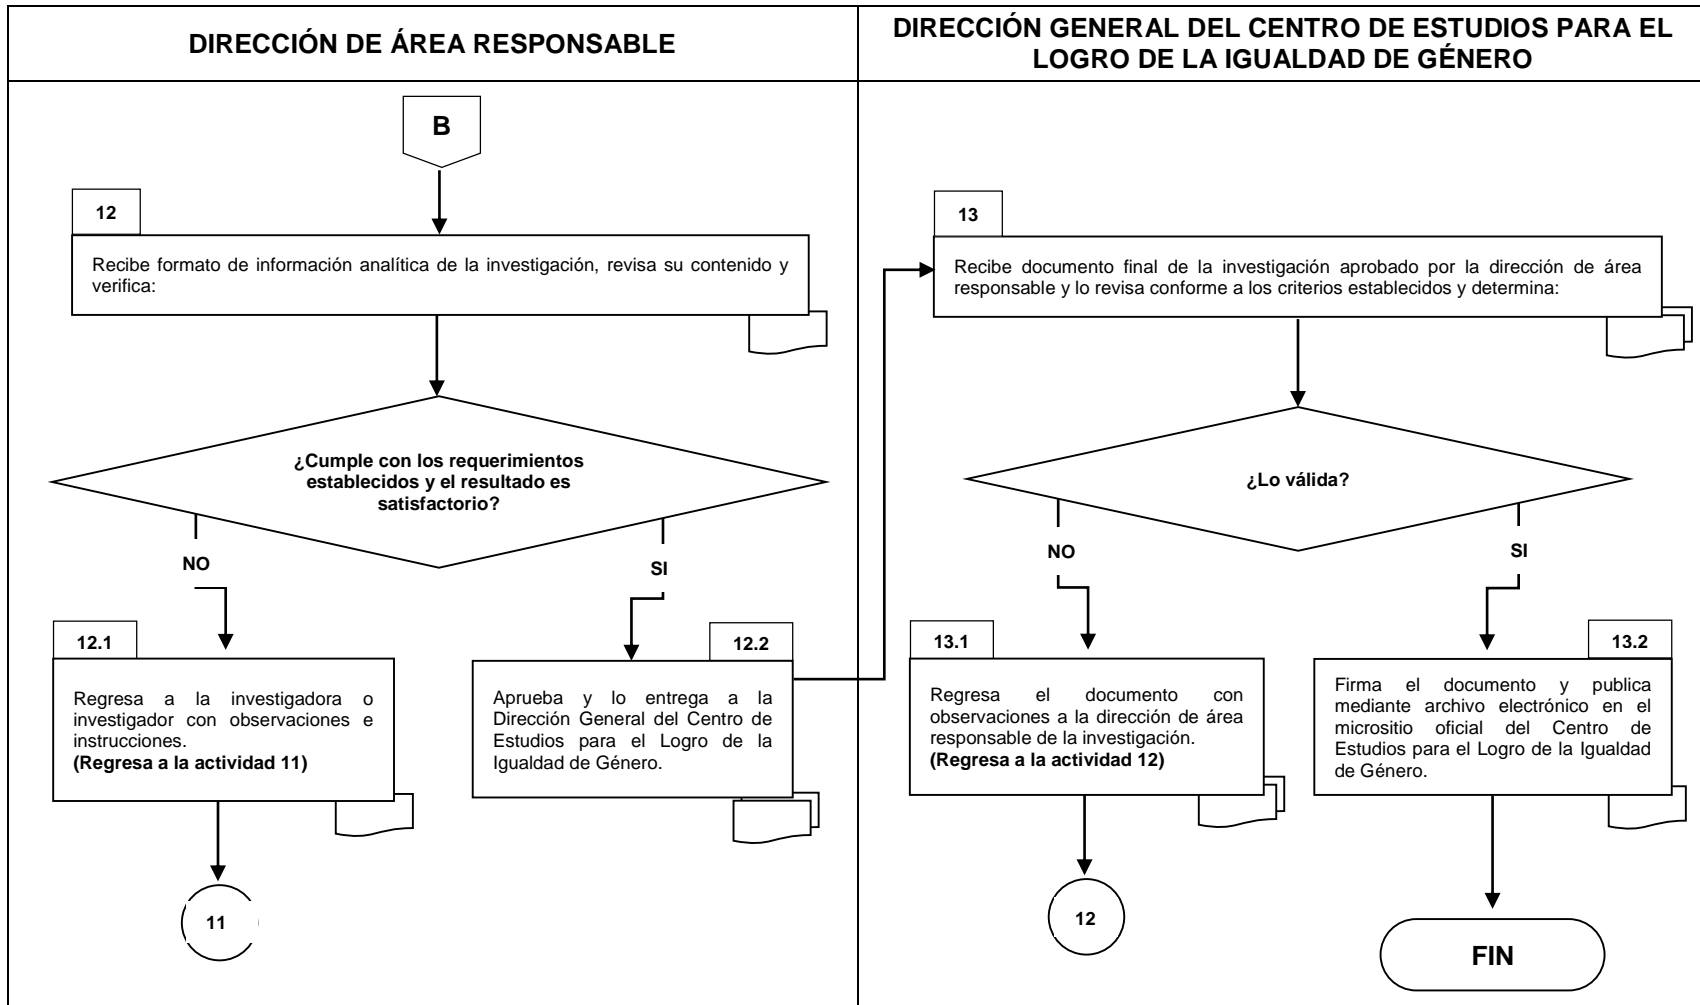 DIRECCIÓN DE ÁREA RESPONSABLE
DIRECCIÓN GENERAL DEL CENTRO DE ESTUDIOS PARA EL
LOGRO DE LA IGUALDAD DE GÉNERO
B
12
Recibe formato de información analítica de la investigación, revisa su contenido y
verifica:
¿Cumple con los requerimientos
establecidos y el resultado es
satisfactorio?
NO
SI
12.1
Regresa a la investigadora o
investigador con observaciones e
instrucciones.
(Regresa a la actividad 11)
11
12.2
Aprueba y lo entrega a la
Dirección General del Centro de
Estudios para el Logro de la
Igualdad de Género.
13
Recibe documento final de la investigación aprobado por la dirección de área
responsable y lo revisa conforme a los criterios establecidos y determina:
¿Lo válida?
NO
SI
13.1
Regresa el documento con
observaciones a la dirección de área
responsable de la investigación.
(Regresa a la actividad 12)
12
13.2
Firma el documento y publica
mediante archivo electrónico en el
micrositio oficial del Centro de
Estudios para el Logro de la Igualdad
de Género.
FIN